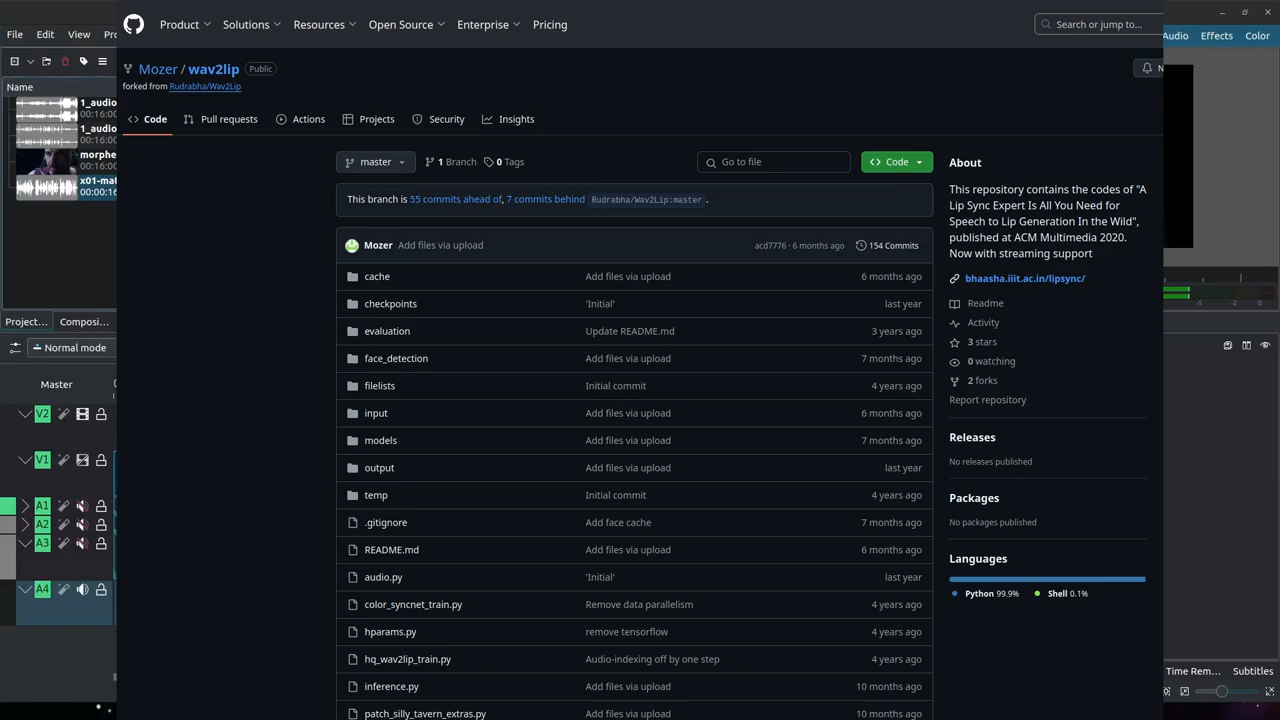 Product
Solutions
Resources
Open Source
Enterprise
Pricing
Search or jump to...
File
Edit
View
Audio
Effects
Color
Mozer / wav2lip
Public
forked from Rudrabha/Wav2Lip
Name
1_audio
00:16:00
1_audio
00:16:00
morphe
00:16:00
x01-mat
00:00:16
Code
Pull requests
Actions
Projects
Security
Insights
master
1 Branch
0 Tags
Go to file
Code
This branch is 55 commits ahead of, 7 commits behind Rudrabha/Wav2Lip:master .
Mozer Add files via upload acd7776 · 6 months ago 154 Commits
cache Add files via upload 6 months ago
checkpoints 'Initial' last year
evaluation Update README.md 3 years ago
face_detection Add files via upload 7 months ago
filelists Initial commit 4 years ago
input Add files via upload 6 months ago
models Add files via upload 7 months ago
output Add files via upload last year
temp Initial commit 4 years ago
.gitignore Add face cache 7 months ago
README.md Add files via upload 6 months ago
audio.py 'Initial' last year
color_syncnet_train.py Remove data parallelism 4 years ago
hparams.py remove tensorflow 4 years ago
hq_wav2lip_train.py Audio-indexing off by one step 4 years ago
inference.py Add files via upload 10 months ago
patch_silly_tavern_extras.py Add files via upload 10 months ago
About
This repository contains the codes of "A
Lip Sync Expert Is All You Need for
Speech to Lip Generation In the Wild",
published at ACM Multimedia 2020.
Now with streaming support
bhaasha.iiit.ac.in/lipsync/
Readme
Activity
3 stars
0 watching
2 forks
Report repository
Releases
No releases published
Packages
No packages published
Languages
Python 99.9%
Shell 0.1%
Project...
Composi...
Normal mode
Master
V2
V1
A1
A2
A3
A4
-5 -2 0
Time Rem...
Subtitles